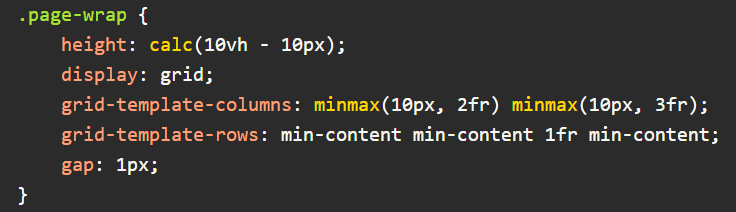 .page-wrap {
    height: calc(10vh - 10px);
    display: grid;
    grid-template-columns: minmax(10px, 2fr) minmax(10px, 3fr);
    grid-template-rows: min-content min-content 1fr min-content;
    gap: 1px;
}